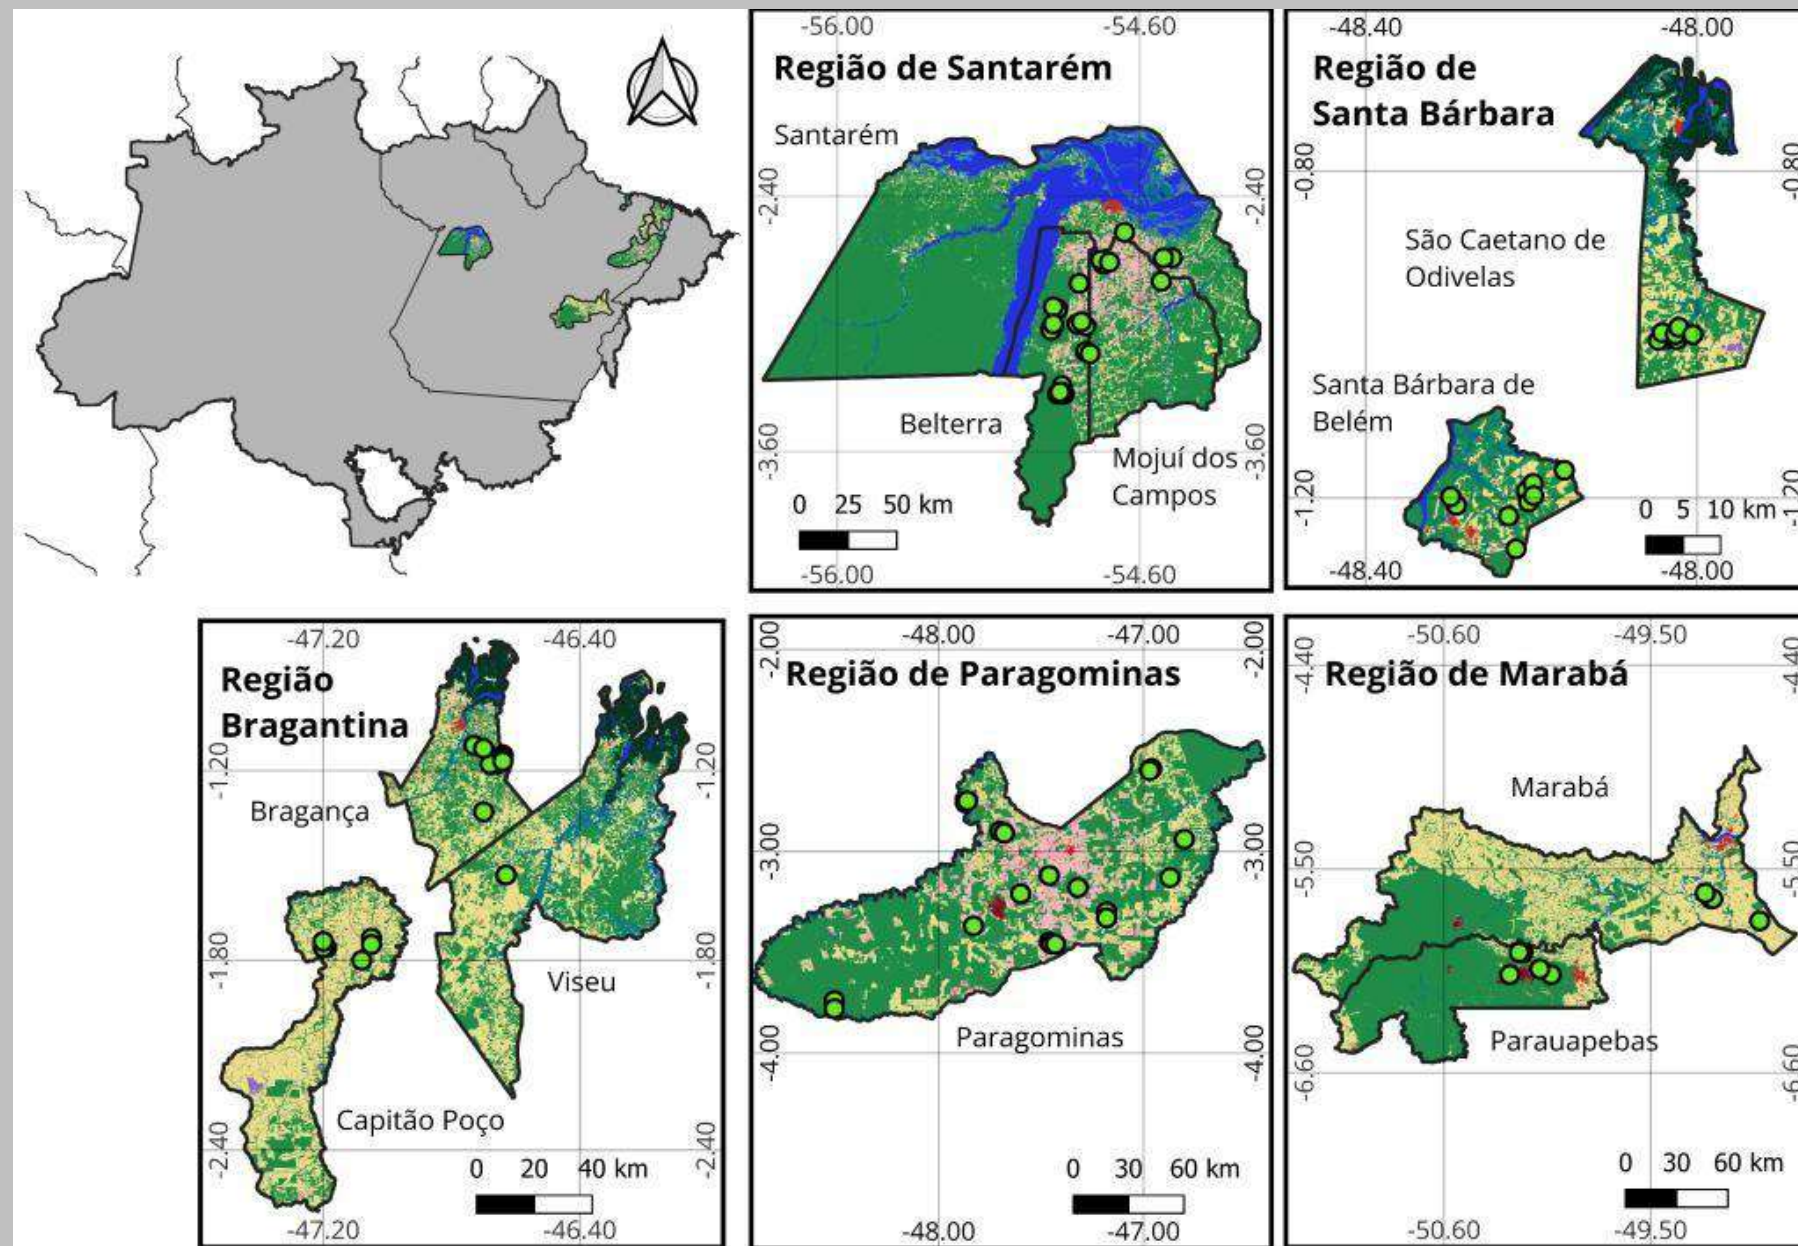 -56.00 -54.60
Região de Santarém
Santarém
-2.40 -2.40
Belterra
-3.60 -3.60
Mojuí dos
Campos
0 25 50 km
-56.00 -54.60
-48.40 -48.00
Região de
Santa Bárbara
-0.80 -0.80
São Caetano de
Odivelas
Santa Bárbara de
Belém
-1.20 -1.20
0 5 10 km
-48.40 -48.00
-47.20 -46.40
Região
Bragantina
-1.20 -1.20
Bragança
-1.80 -1.80
Viseu
Capitão Poço
-2.40 -2.40
0 20 40 km
-47.20 -46.40
-48.00 -47.00
-2.00 -2.00
Região de Paragominas
-3.00 -3.00
Paragominas
-4.00 -4.00
0 30 60 km
-48.00 -47.00
-50.60 -49.50
-4.40 -4.40
Região de Marabá
Marabá
-5.50 -5.50
Parauapebas
-6.60 -6.60
0 30 60 km
-50.60 -49.50